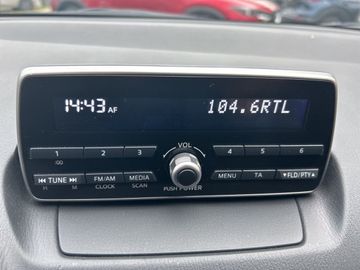 14:43 AF 104.6RTL
VOL
1 2 3 4 5 6
:00
TUNE FM/AM MEDIA MENU TA FLD/PTY
H M CLOCK SCAN PUSH POWER